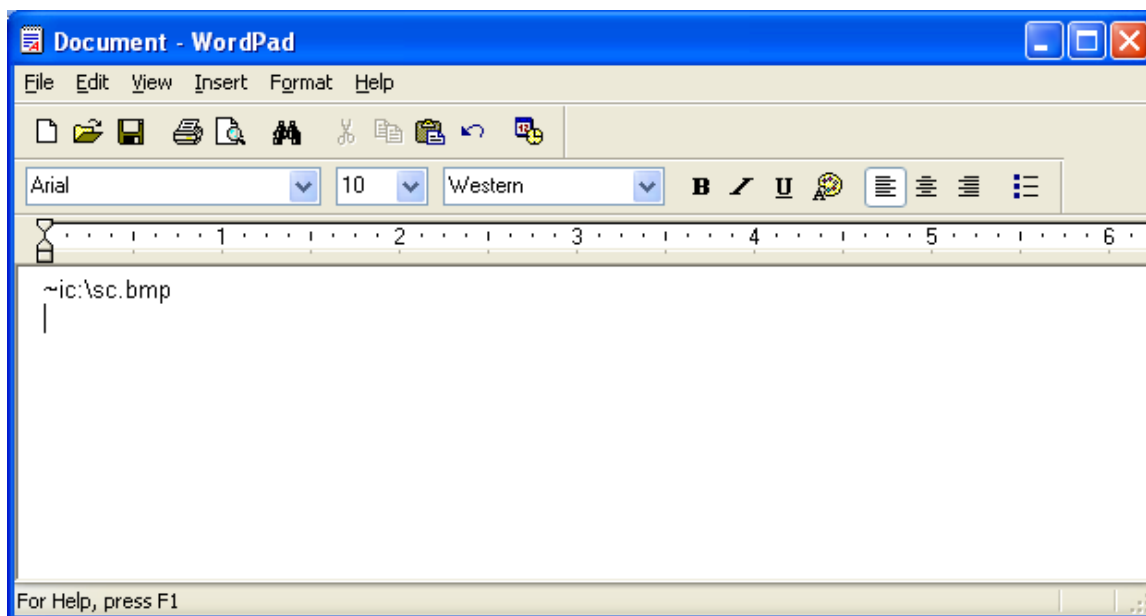 Document - WordPad
File Edit View Insert Format Help
Arial 10 Western B I U
1 2 3 4 5 6
~ic:\sc.bmp
For Help, press F1